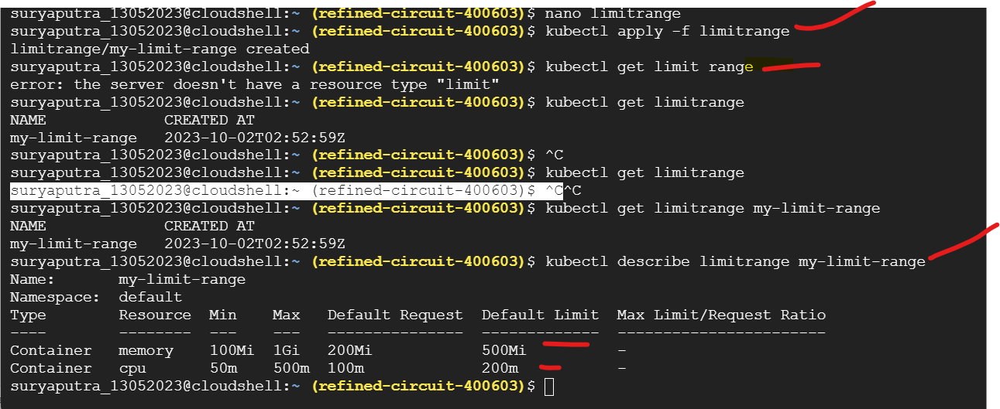 suryaputra_13052023@cloudshell:~ (refined-circuit-400603)$ nano limitrange
suryaputra_13052023@cloudshell:~ (refined-circuit-400603)$ kubectl apply -f limitrange
limitrange/my-limit-range created
suryaputra_13052023@cloudshell:~ (refined-circuit-400603)$ kubectl get limit range
error: the server doesn't have a resource type "limit"
suryaputra_13052023@cloudshell:~ (refined-circuit-400603)$ kubectl get limitrange
NAME             CREATED AT
my-limit-range   2023-10-02T02:52:59Z
suryaputra_13052023@cloudshell:~ (refined-circuit-400603)$ ^C
suryaputra_13052023@cloudshell:~ (refined-circuit-400603)$ kubectl get limitrange
suryaputra_13052023@cloudshell:~ (refined-circuit-400603)$ ^C^C
suryaputra_13052023@cloudshell:~ (refined-circuit-400603)$ kubectl get limitrange my-limit-range
NAME             CREATED AT
my-limit-range   2023-10-02T02:52:59Z
suryaputra_13052023@cloudshell:~ (refined-circuit-400603)$ kubectl describe limitrange my-limit-range
Name:       my-limit-range
Namespace:  default
Type        Resource  Min    Max   Default Request  Default Limit  Max Limit/Request Ratio
----        --------  ---    ---   ---------------  -------------  -----------------------
Container   memory    100Mi  1Gi   200Mi            500Mi          -
Container   cpu       50m    500m  100m             200m           -
suryaputra_13052023@cloudshell:~ (refined-circuit-400603)$